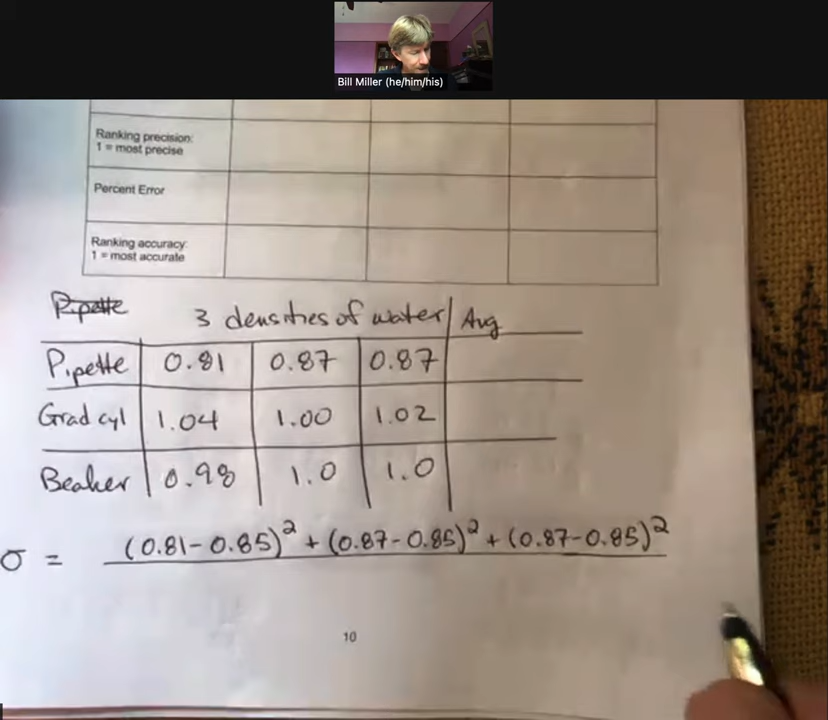 Bill Miller (he/him/his)
Ranking precision:
1 = most precise
Percent Error
Ranking accuracy:
1 = most accurate
Pipette 3 densities of water Avg
Pipette 0.81 0.87 0.87
Grad cyl 1.04 1.00 1.02
Beaker 0.98 1.0 1.0
σ = (0.81-0.85)² + (0.87-0.85)² + (0.87-0.85)²
10